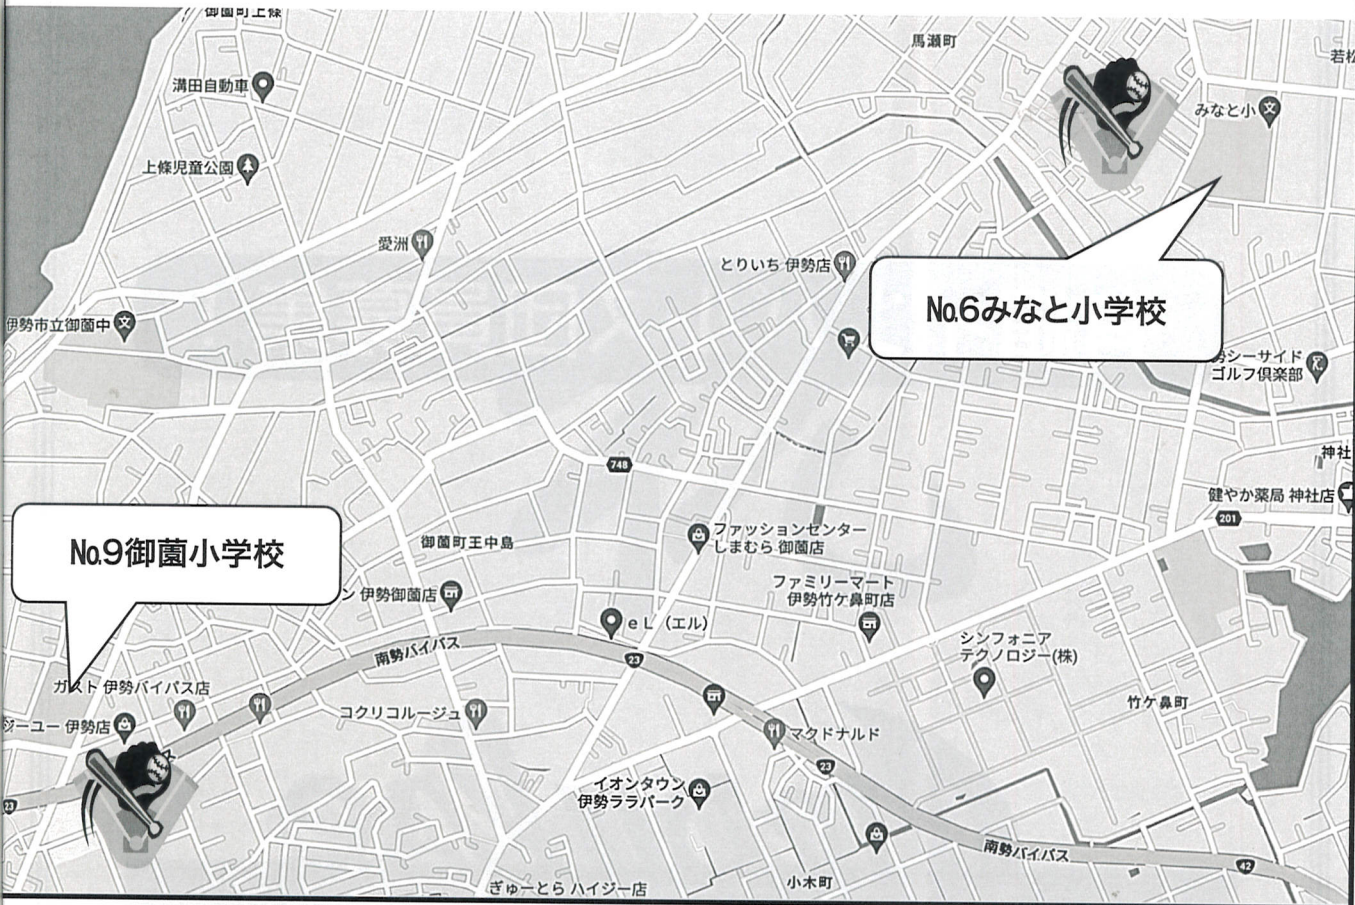 御薗町上條
馬瀬町
若松
溝田自動車
みなと小
上條児童公園
愛洲
とりいち 伊勢店
№6みなと小学校
伊勢市立御薗中
勢シーサイド
ゴルフ倶楽部
748
神社
健やか薬局 神社店
201
№9御薗小学校
御薗町王中島
ファッションセンター
しまむら 御薗店
ン 伊勢御薗店
ファミリーマート
伊勢竹ケ鼻町店
eL（エル）
シンフォニア
テクノロジー(株)
南勢バイパス
23
ガスト 伊勢バイパス店
竹ケ鼻町
ジーユー 伊勢店
コクリコルージュ
マクドナルド
23
イオンタウン
伊勢ララパーク
23
南勢バイパス
42
小木町
ぎゅーとら ハイジー店